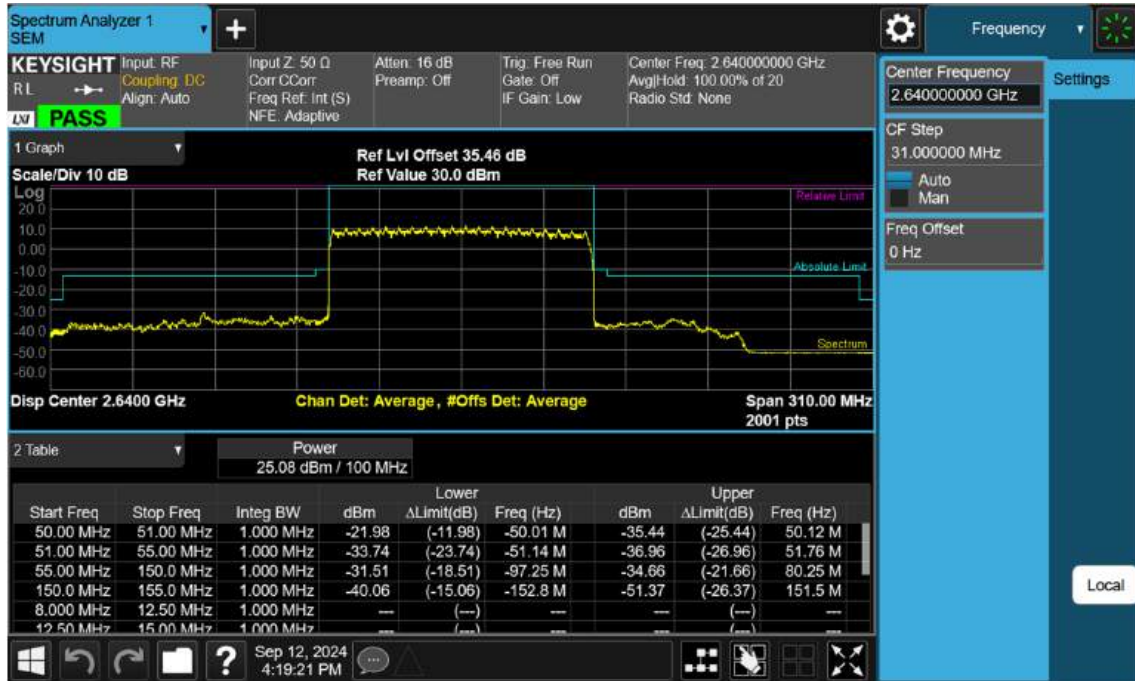 Spectrum Analyzer 1
SEM
+
Frequency
KEYSIGHT
RL
LXI PASS
Input: RF
Coupling: DC
Align: Auto
Input Z: 50 Ω
Corr CCorr
Freq Ref: Int (S)
NFE: Adaptive
Atten: 16 dB
Preamp: Off
Trig: Free Run
Gate: Off
IF Gain: Low
Center Freq: 2.640000000 GHz
Avg|Hold: 100.00% of 20
Radio Std: None
Center Frequency
2.640000000 GHz
Settings
CF Step
31.000000 MHz
Auto
Man
Freq Offset
0 Hz
1 Graph
Ref Lvl Offset 35.46 dB
Scale/Div 10 dB
Ref Value 30.0 dBm
Log
Relative Limit
20.0
10.0
0.00
-10.0
Absolute Limit
-20.0
-30.0
-40.0
-50.0
Spectrum
-60.0
Disp Center 2.6400 GHz
Chan Det: Average, #Offs Det: Average
Span 310.00 MHz
2001 pts
2 Table
Power
25.08 dBm / 100 MHz
Lower Upper
Start Freq Stop Freq Integ BW dBm ΔLimit(dB) Freq (Hz) dBm ΔLimit(dB) Freq (Hz)
50.00 MHz 51.00 MHz 1.000 MHz -21.98 (-11.98) -50.01 M -35.44 (-25.44) 50.12 M
51.00 MHz 55.00 MHz 1.000 MHz -33.74 (-23.74) -51.14 M -36.96 (-26.96) 51.76 M
55.00 MHz 150.0 MHz 1.000 MHz -31.51 (-18.51) -97.25 M -34.66 (-21.66) 80.25 M
150.0 MHz 155.0 MHz 1.000 MHz -40.06 (-15.06) -152.8 M -51.37 (-26.37) 151.5 M
8.000 MHz 12.50 MHz 1.000 MHz --- (---) --- --- (---) ---
12.50 MHz 15.00 MHz 1.000 MHz --- (---) --- --- (---) ---
Local
?
Sep 12, 2024
4:19:21 PM